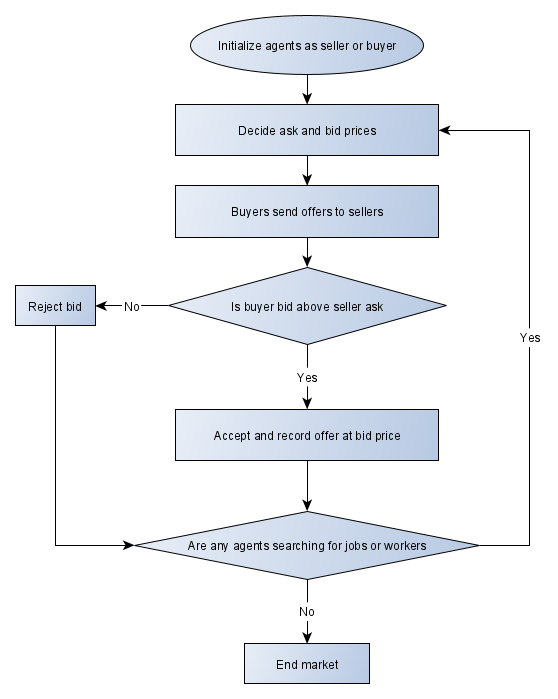 Initialize agents as seller or buyer
Decide ask and bid prices
Buyers send offers to sellers
Is buyer bid above seller ask
No
Reject bid
Yes
Yes
Accept and record offer at bid price
Are any agents searching for jobs or workers
No
End market